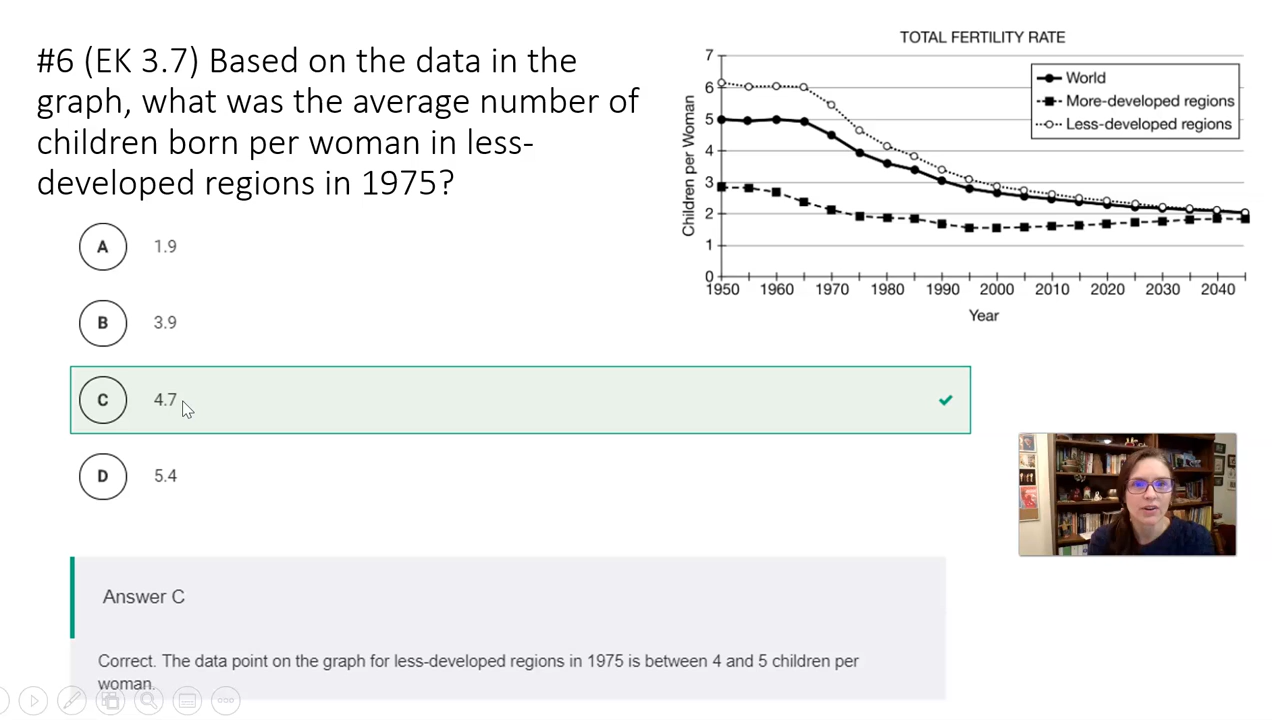 #6 (EK 3.7) Based on the data in the
graph, what was the average number of
children born per woman in less-
developed regions in 1975?
A 1.9
B 3.9
C 4.7
D 5.4
Answer C
Correct. The data point on the graph for less-developed regions in 1975 is between 4 and 5 children per
woman.
TOTAL FERTILITY RATE
World
More-developed regions
Less-developed regions
Children per Woman
7
6
5
4
3
2
1
0
1950 1960 1970 1980 1990 2000 2010 2020 2030 2040
Year